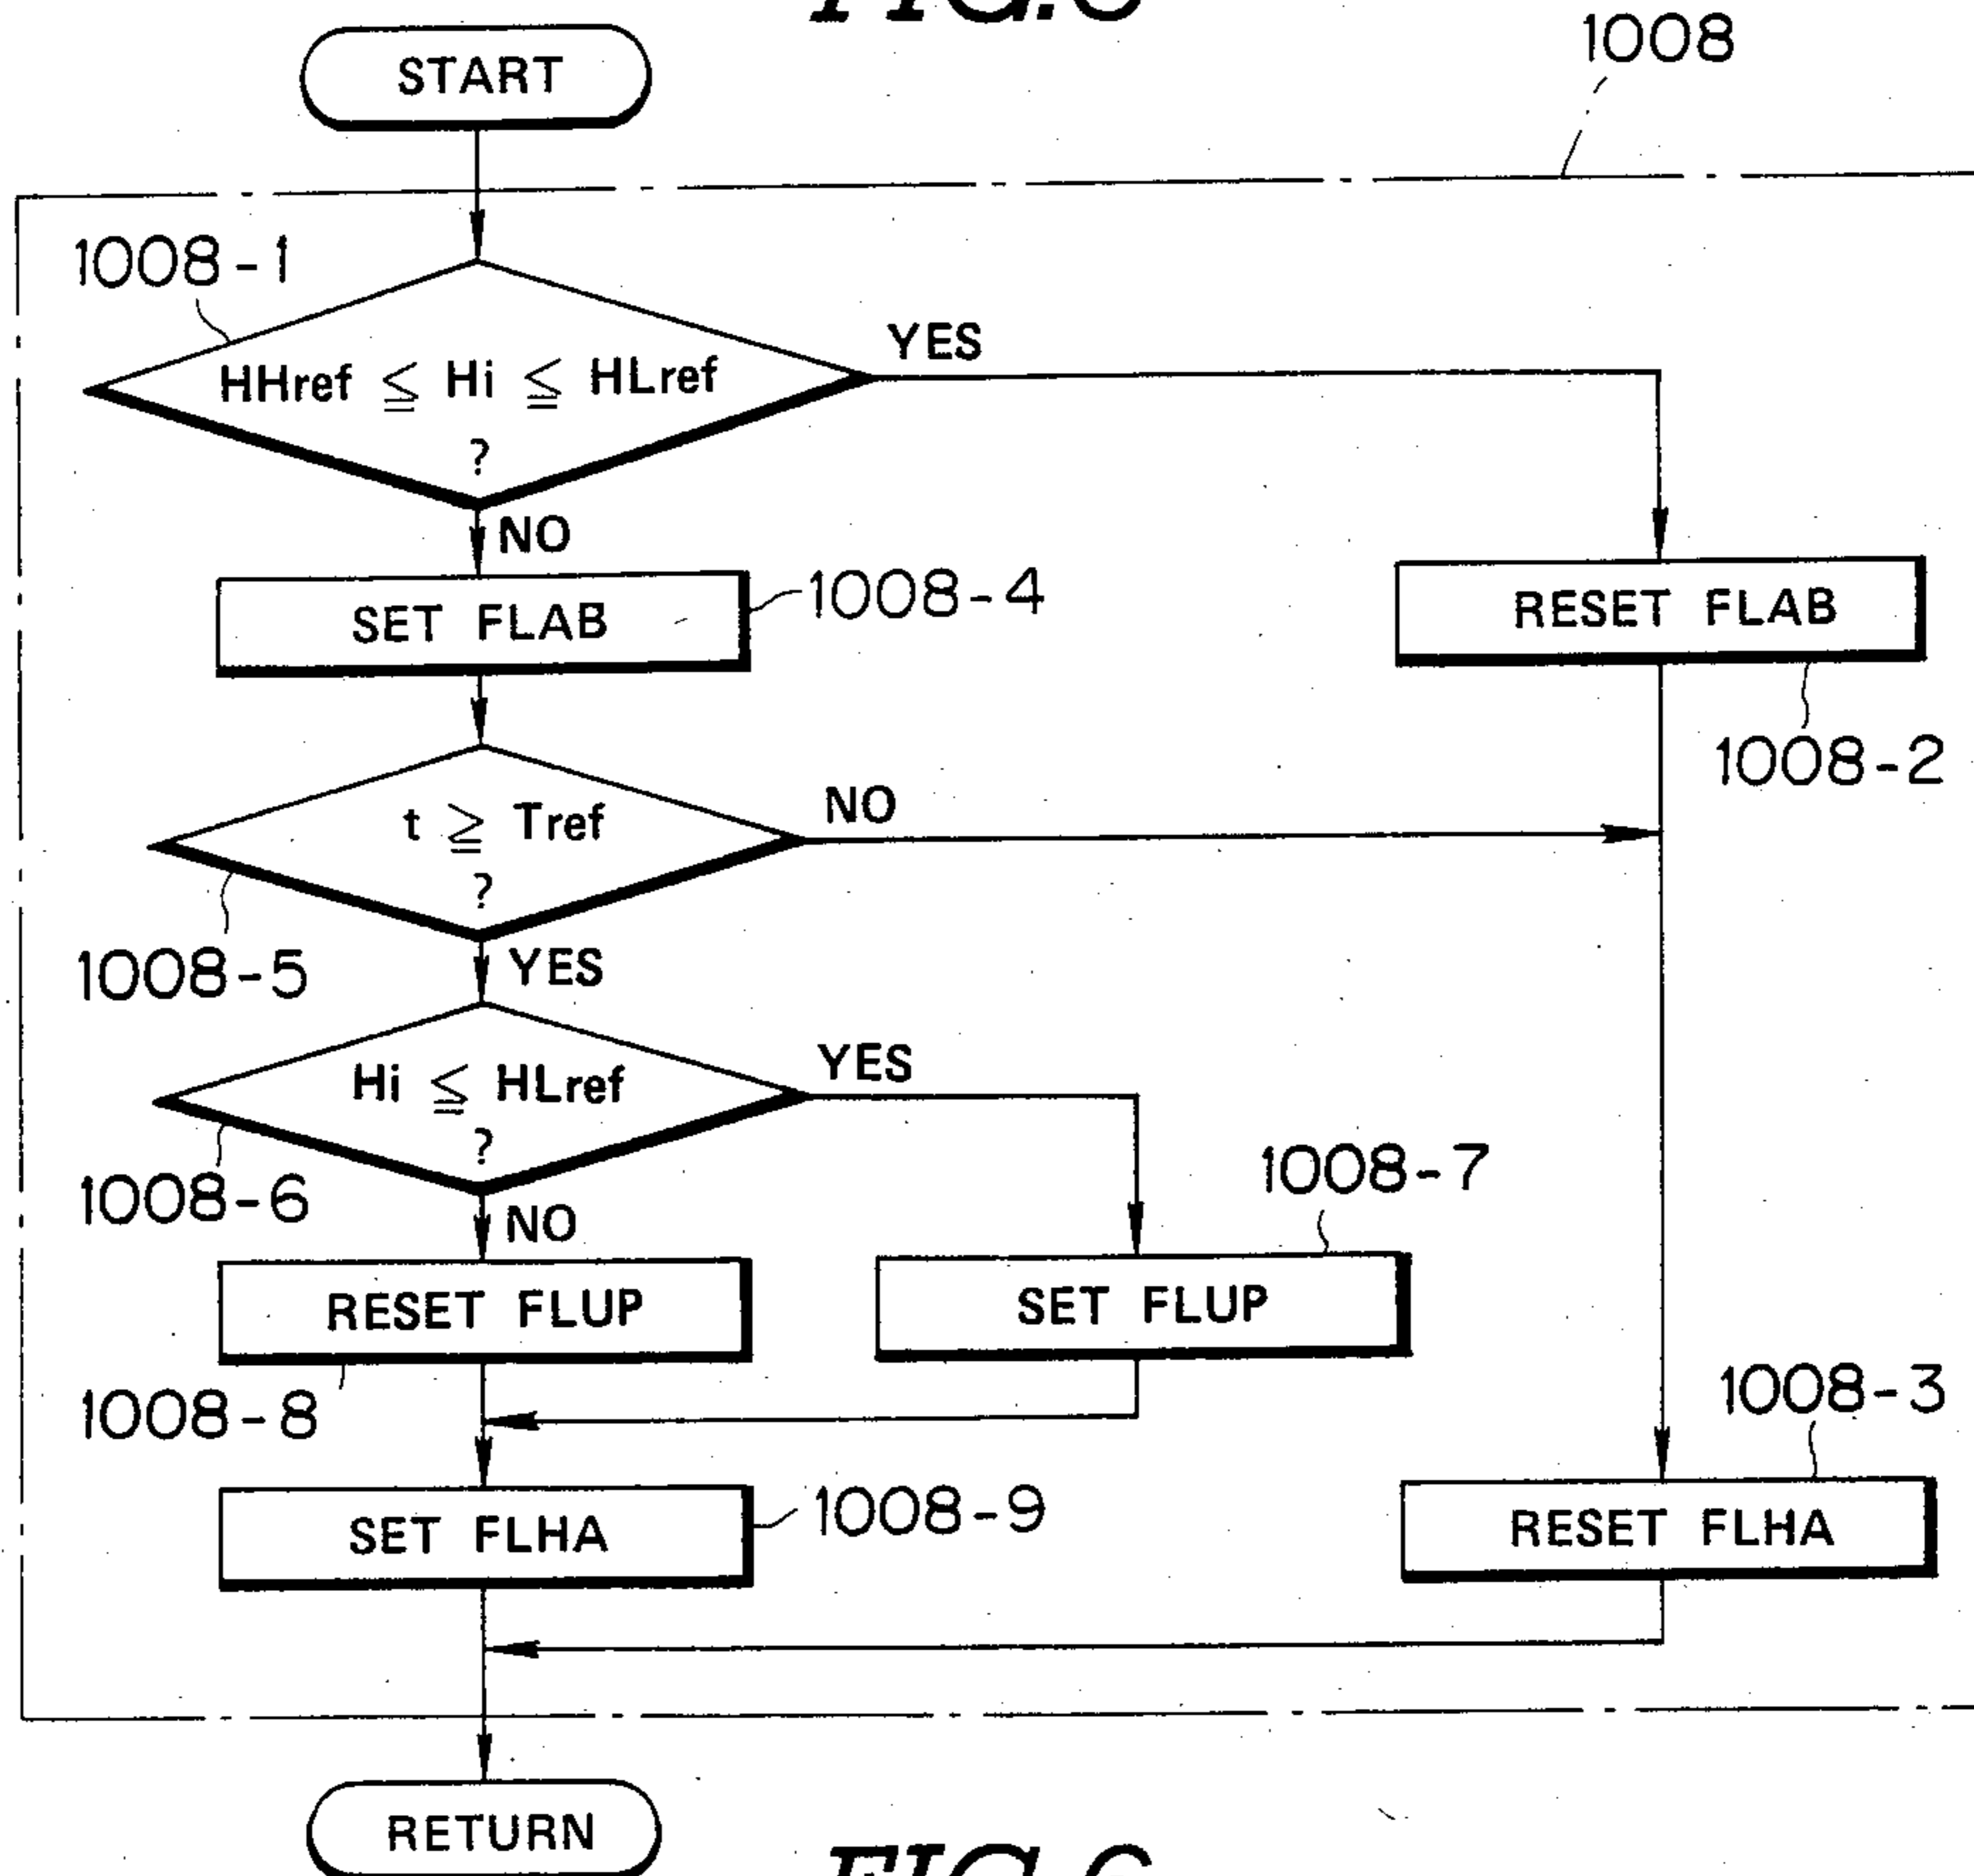 1008
START
1008-1
HHref ≦ Hi ≦ HLref
?
YES
NO
SET FLAB
1008-4
RESET FLAB
1008-2
t ≧ Tref
?
NO
1008-5
YES
Hi ≦ HLref
?
YES
1008-6
NO
1008-7
RESET FLUP
SET FLUP
1008-8
1008-3
SET FLHA
1008-9
RESET FLHA
RETURN